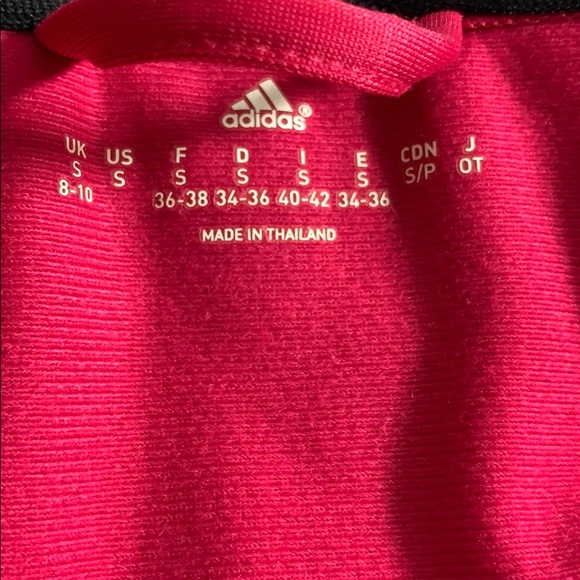 adidas®
UK US F D I E CDN J
S S S S S S S/P OT
8-10 36-38 34-36 40-42 34-36
MADE IN THAILAND